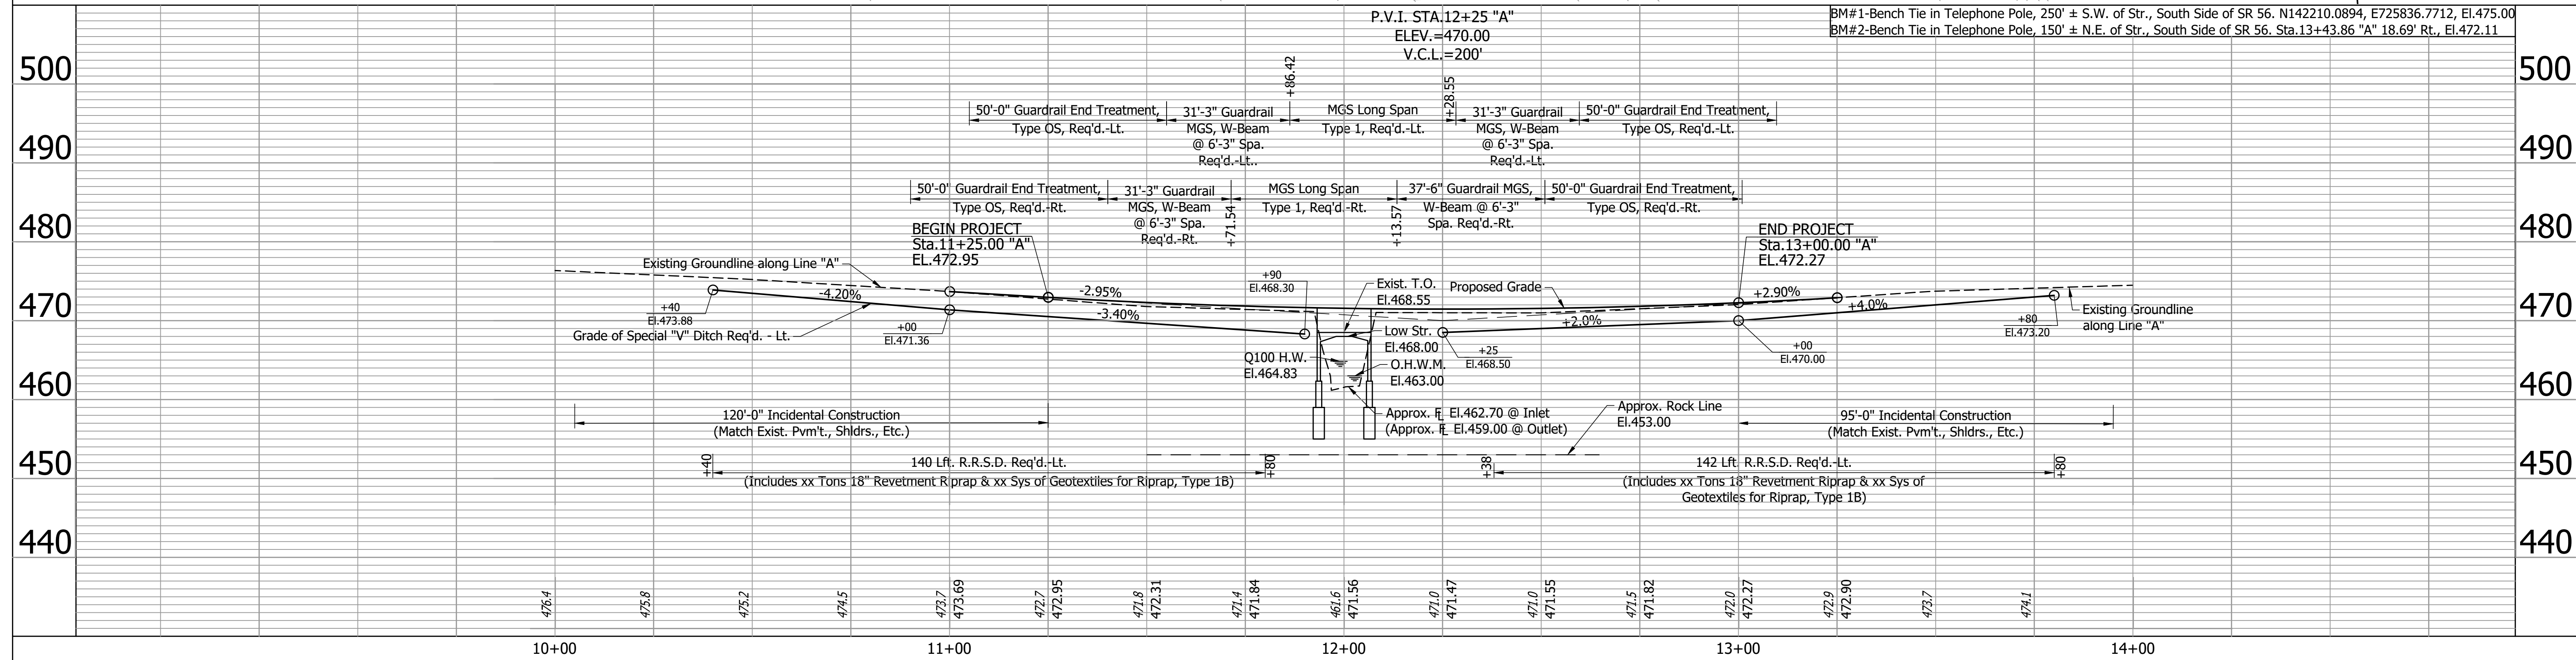 P.V.I. STA.12+25 "A"
ELEV.=470.00
V.C.L.=200'
BM#1-Bench Tie in Telephone Pole, 250' ± S.W. of Str., South Side of SR 56. N142210.0894, E725836.7712, El.475.00
BM#2-Bench Tie in Telephone Pole, 150' ± N.E. of Str., South Side of SR 56. Sta.13+43.86 "A" 18.69' Rt., El.472.11
500
490
480
470
460
450
440
500
490
480
470
460
450
440
50'-0" Guardrail End Treatment,
Type OS, Req'd.-Lt.
31'-3" Guardrail
MGS, W-Beam
@ 6'-3" Spa.
Req'd.-Lt..
+86.42
MGS Long Span
Type 1, Req'd.-Lt.
+28.55
31'-3" Guardrail
MGS, W-Beam
@ 6'-3" Spa.
Req'd.-Lt.
50'-0" Guardrail End Treatment,
Type OS, Req'd.-Lt.
50'-0' Guardrail End Treatment,
Type OS, Req'd.-Rt.
31'-3" Guardrail
MGS, W-Beam
@ 6'-3" Spa.
Req'd.-Rt.
+71.54
MGS Long Span
Type 1, Req'd.-Rt.
+13.57
37'-6" Guardrail MGS,
W-Beam @ 6'-3"
Spa. Req'd.-Rt.
50'-0" Guardrail End Treatment,
Type OS, Req'd.-Rt.
BEGIN PROJECT
Sta.11+25.00 "A"
EL.472.95
END PROJECT
Sta.13+00.00 "A"
EL.472.27
Existing Groundline along Line "A"
-4.20%
-2.95%
-3.40%
+40
El.473.88
Grade of Special "V" Ditch Req'd. - Lt.
+00
El.471.36
+90
El.468.30
Exist. T.O.
El.468.55
Proposed Grade
+2.0%
+2.90%
+4.0%
Low Str.
El.468.00
+25
El.468.50
Q100 H.W.
El.464.83
O.H.W.M.
El.463.00
+00
El.470.00
+80
El.473.20
Existing Groundline
along Line "A"
Approx. FL El.462.70 @ Inlet
(Approx. FL El.459.00 @ Outlet)
Approx. Rock Line
El.453.00
120'-0" Incidental Construction
(Match Exist. Pvm't., Shldrs., Etc.)
95'-0" Incidental Construction
(Match Exist. Pvm't., Shldrs., Etc.)
+40
140 Lft. R.R.S.D. Req'd.-Lt.
+80
(Includes xx Tons 18" Revetment Riprap & xx Sys of Geotextiles for Riprap, Type 1B)
+38
142 Lft. R.R.S.D. Req'd.-Lt.
+80
(Includes xx Tons 18" Revetment Riprap & xx Sys of
Geotextiles for Riprap, Type 1B)
476.4
475.8
475.2
474.5
473.7
473.69
472.7
472.95
471.8
472.31
471.4
471.84
461.6
471.56
471.0
471.47
471.0
471.55
471.5
471.82
472.0
472.27
472.9
472.90
473.7
474.1
10+00
11+00
12+00
13+00
14+00